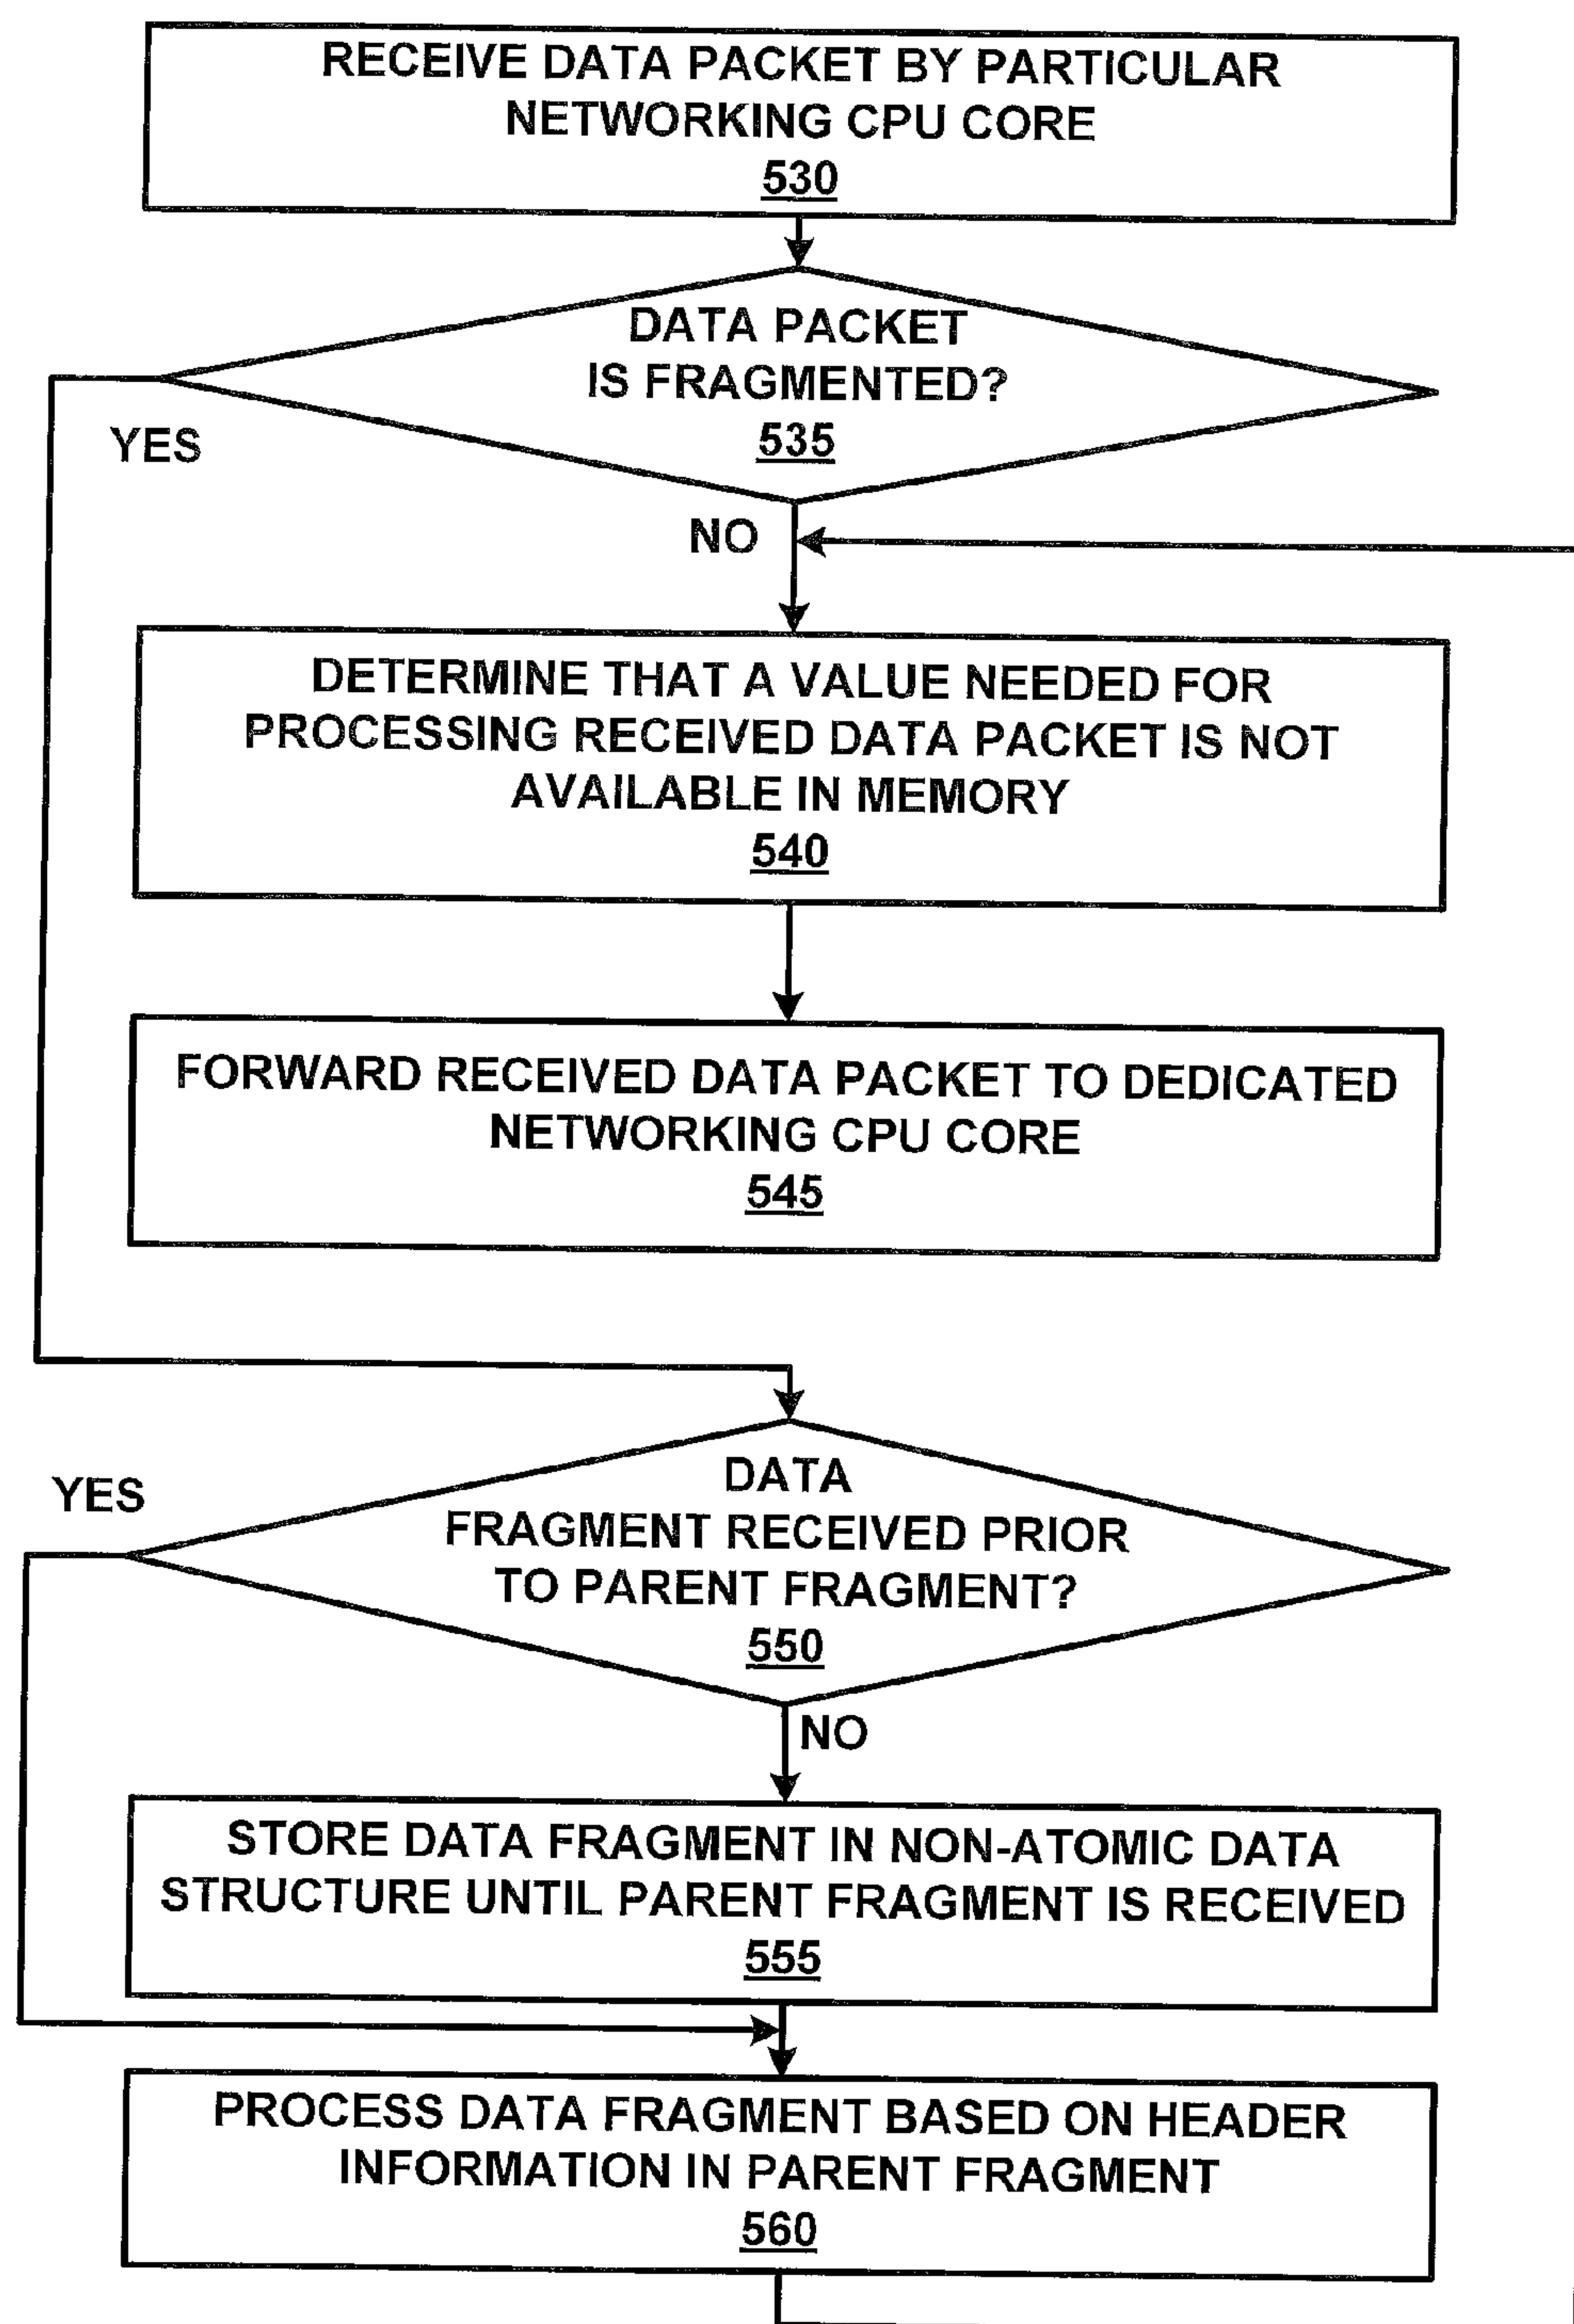 RECEIVE DATA PACKET BY PARTICULAR
NETWORKING CPU CORE
530
DATA PACKET
IS FRAGMENTED?
535
YES
NO
DETERMINE THAT A VALUE NEEDED FOR
PROCESSING RECEIVED DATA PACKET IS NOT
AVAILABLE IN MEMORY
540
FORWARD RECEIVED DATA PACKET TO DEDICATED
NETWORKING CPU CORE
545
YES
DATA
FRAGMENT RECEIVED PRIOR
TO PARENT FRAGMENT?
550
NO
STORE DATA FRAGMENT IN NON-ATOMIC DATA
STRUCTURE UNTIL PARENT FRAGMENT IS RECEIVED
555
PROCESS DATA FRAGMENT BASED ON HEADER
INFORMATION IN PARENT FRAGMENT
560